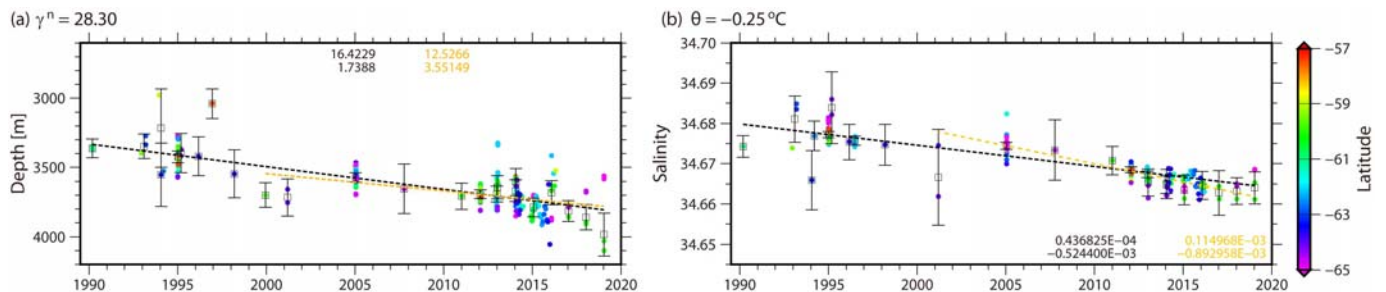 (a) γ n = 28.30
(b) θ = −0.25 oC
Depth [m]
3000
3500
4000
16.4229 12.5266
1.7388 3.55149
1990 1995 2000 2005 2010 2015 2020
Salinity
34.70
34.69
34.68
34.67
34.66
34.65
0.436825E−04 0.114968E−03
−0.524400E−03 −0.892958E−03
1990 1995 2000 2005 2010 2015 2020
−57
−59
−61
−63
−65
Latitude